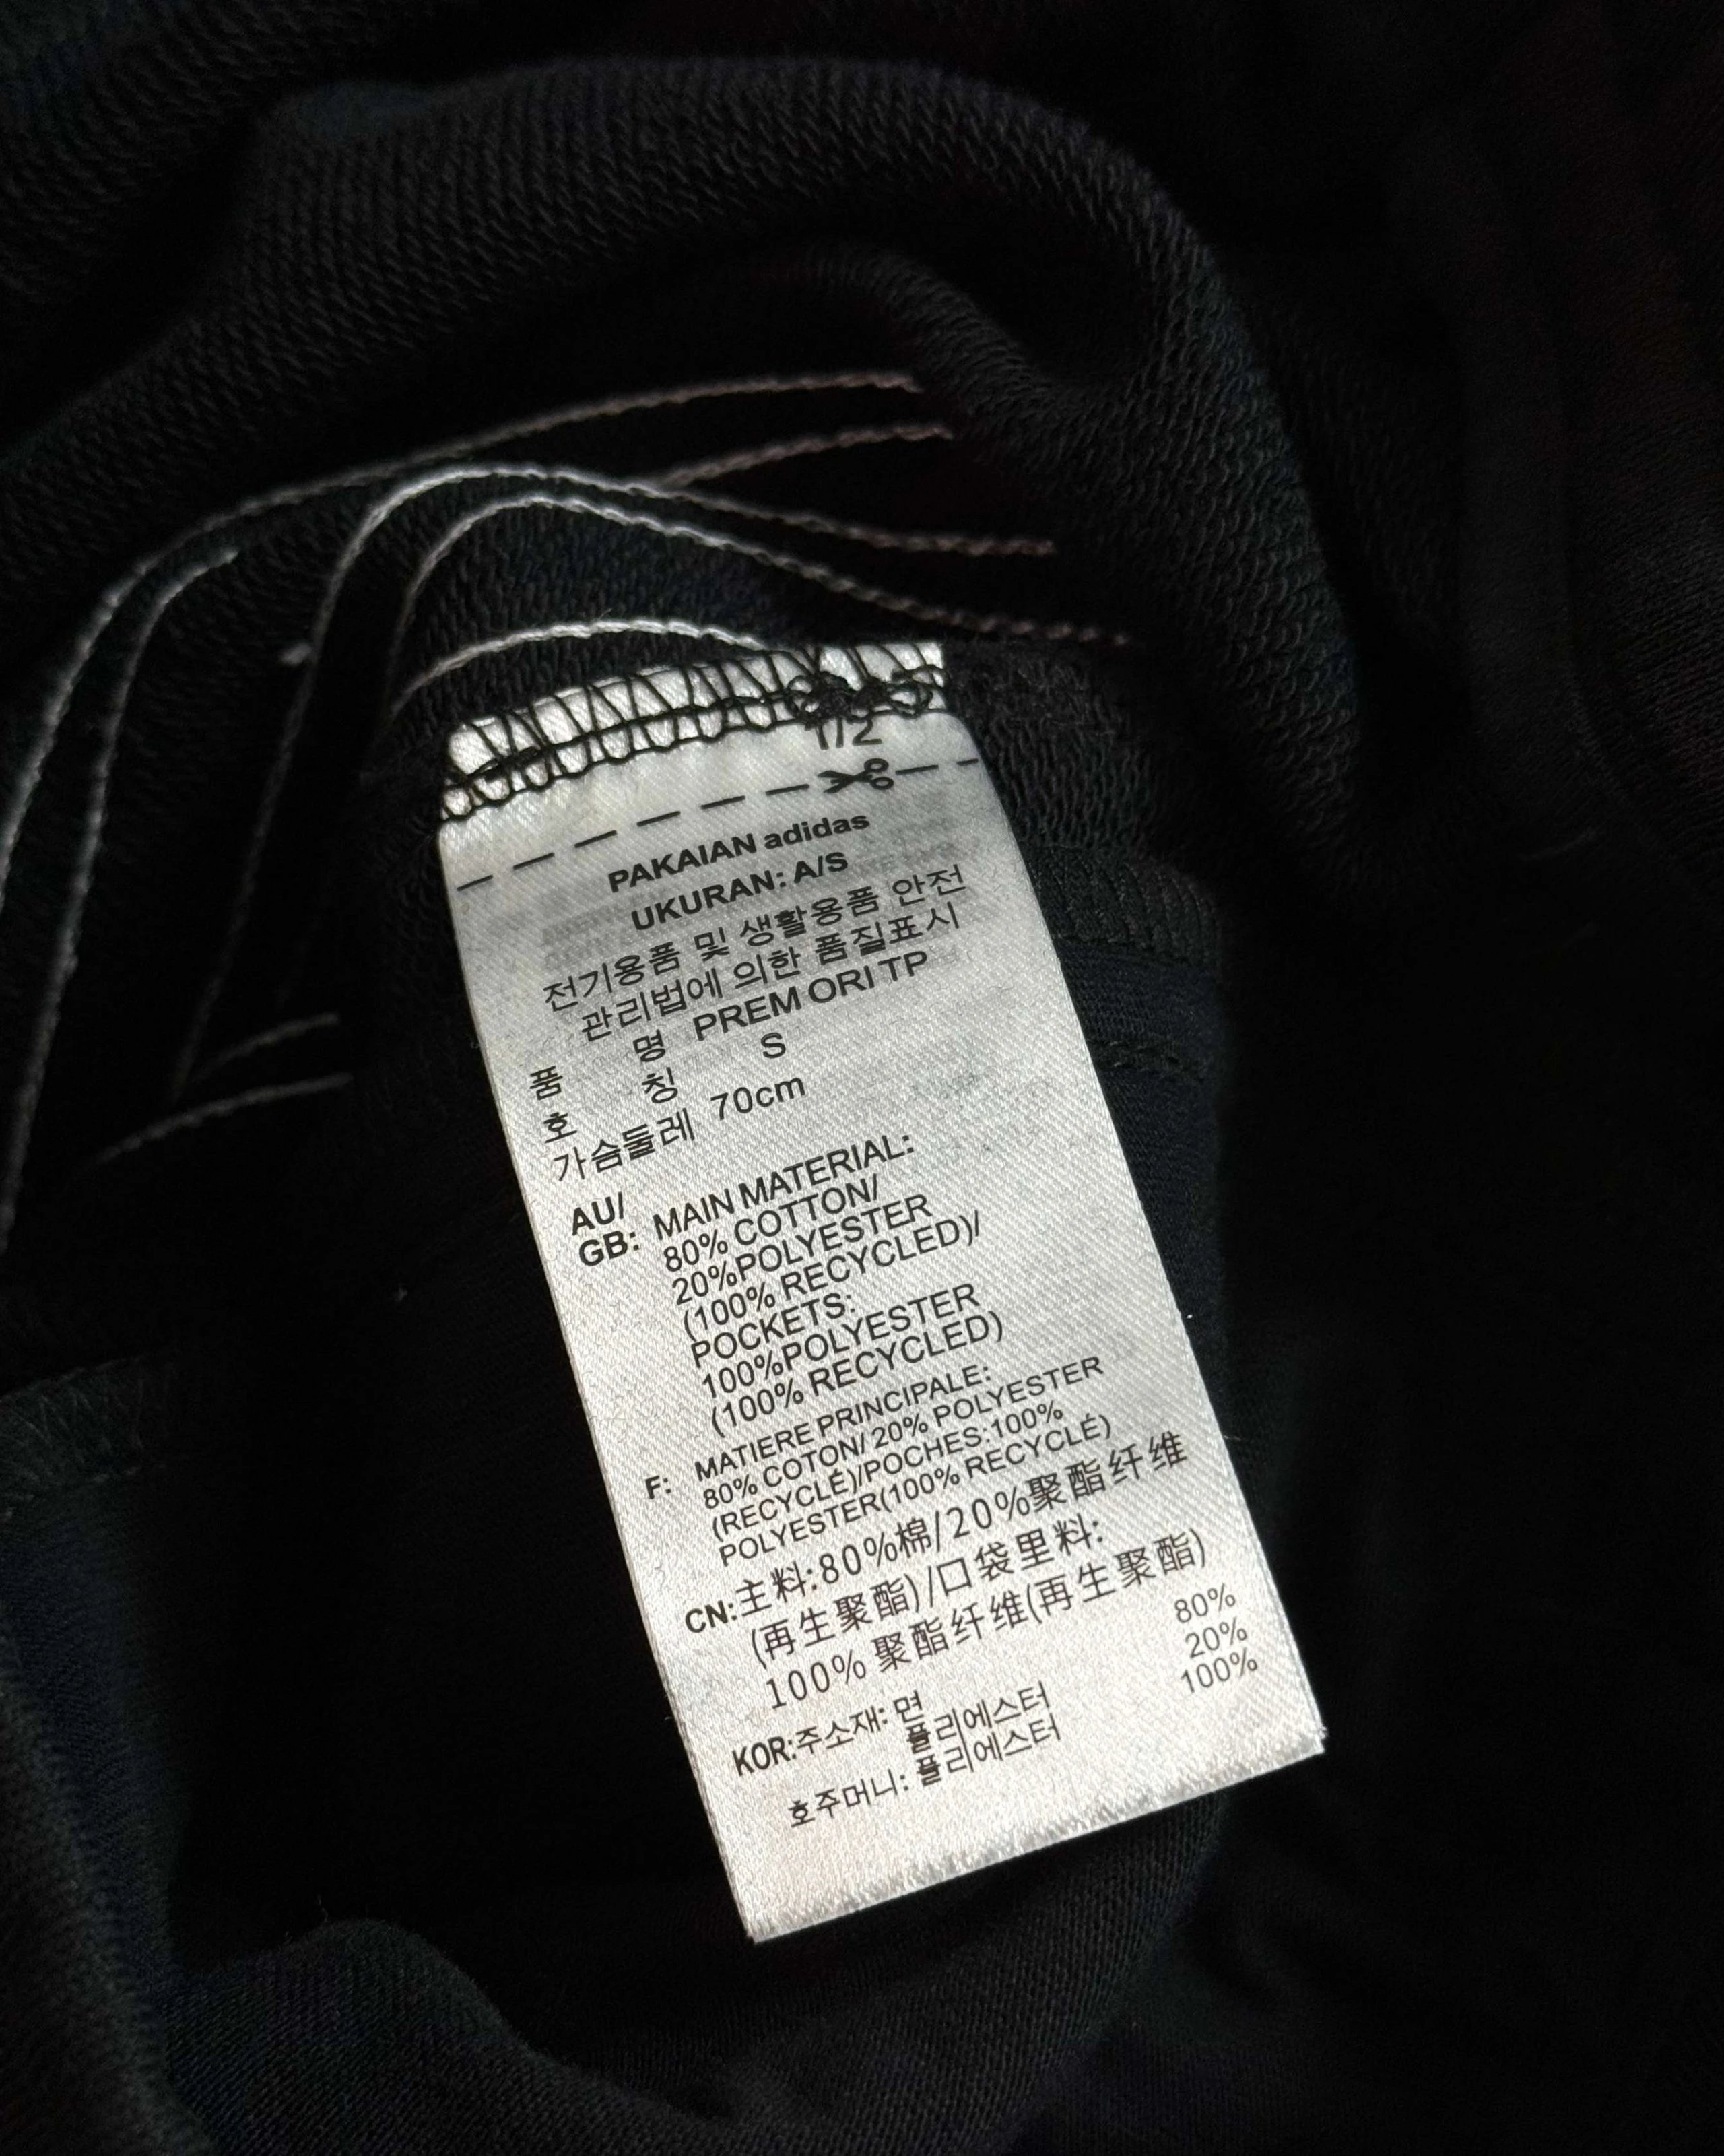 1/2
PAKAIAN adidas
UKURAN: A/S
전기용품 및 생활용품 안전
관리법에 의한 품질표시
품 명 PREM ORI TP
호 칭 S
가슴둘레 70cm
AU/
GB: MAIN MATERIAL:
80% COTTON/
20%POLYESTER
(100% RECYCLED)/
POCKETS:
100%POLYESTER
(100% RECYCLED)
F: MATIERE PRINCIPALE:
80% COTON/ 20% POLYESTER
(RECYCLÉ)/POCHES:100%
POLYESTER(100% RECYCLÉ)
CN:主料:80%棉/20%聚酯纤维
(再生聚酯)/口袋里料:
100%聚酯纤维(再生聚酯)
KOR:주소재: 면 80%
폴리에스터 20%
호주머니: 폴리에스터 100%